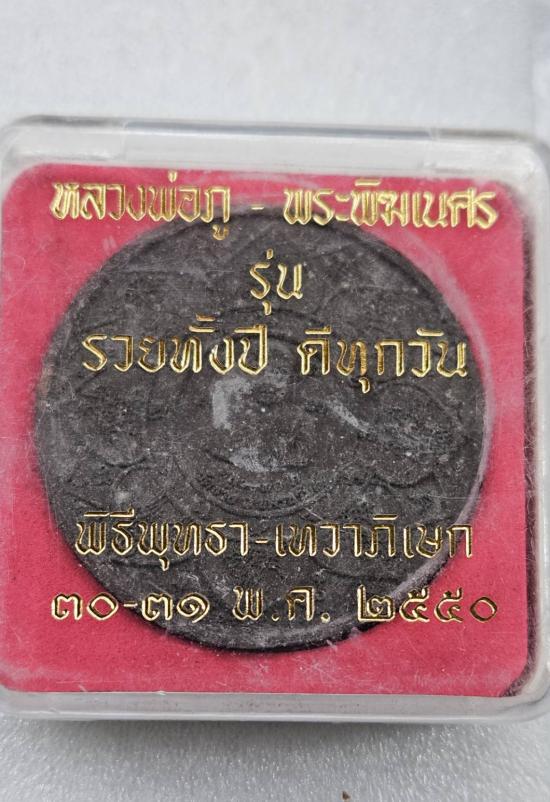 หลวงพ่อภู - พระพิฆเนศร
รุ่น
รวยทั้งปี ดีทุกวัน
พิธีพุทธา-เทวาภิเษก
๓๐-๓๑ พ.ค. ๒๕๕๐